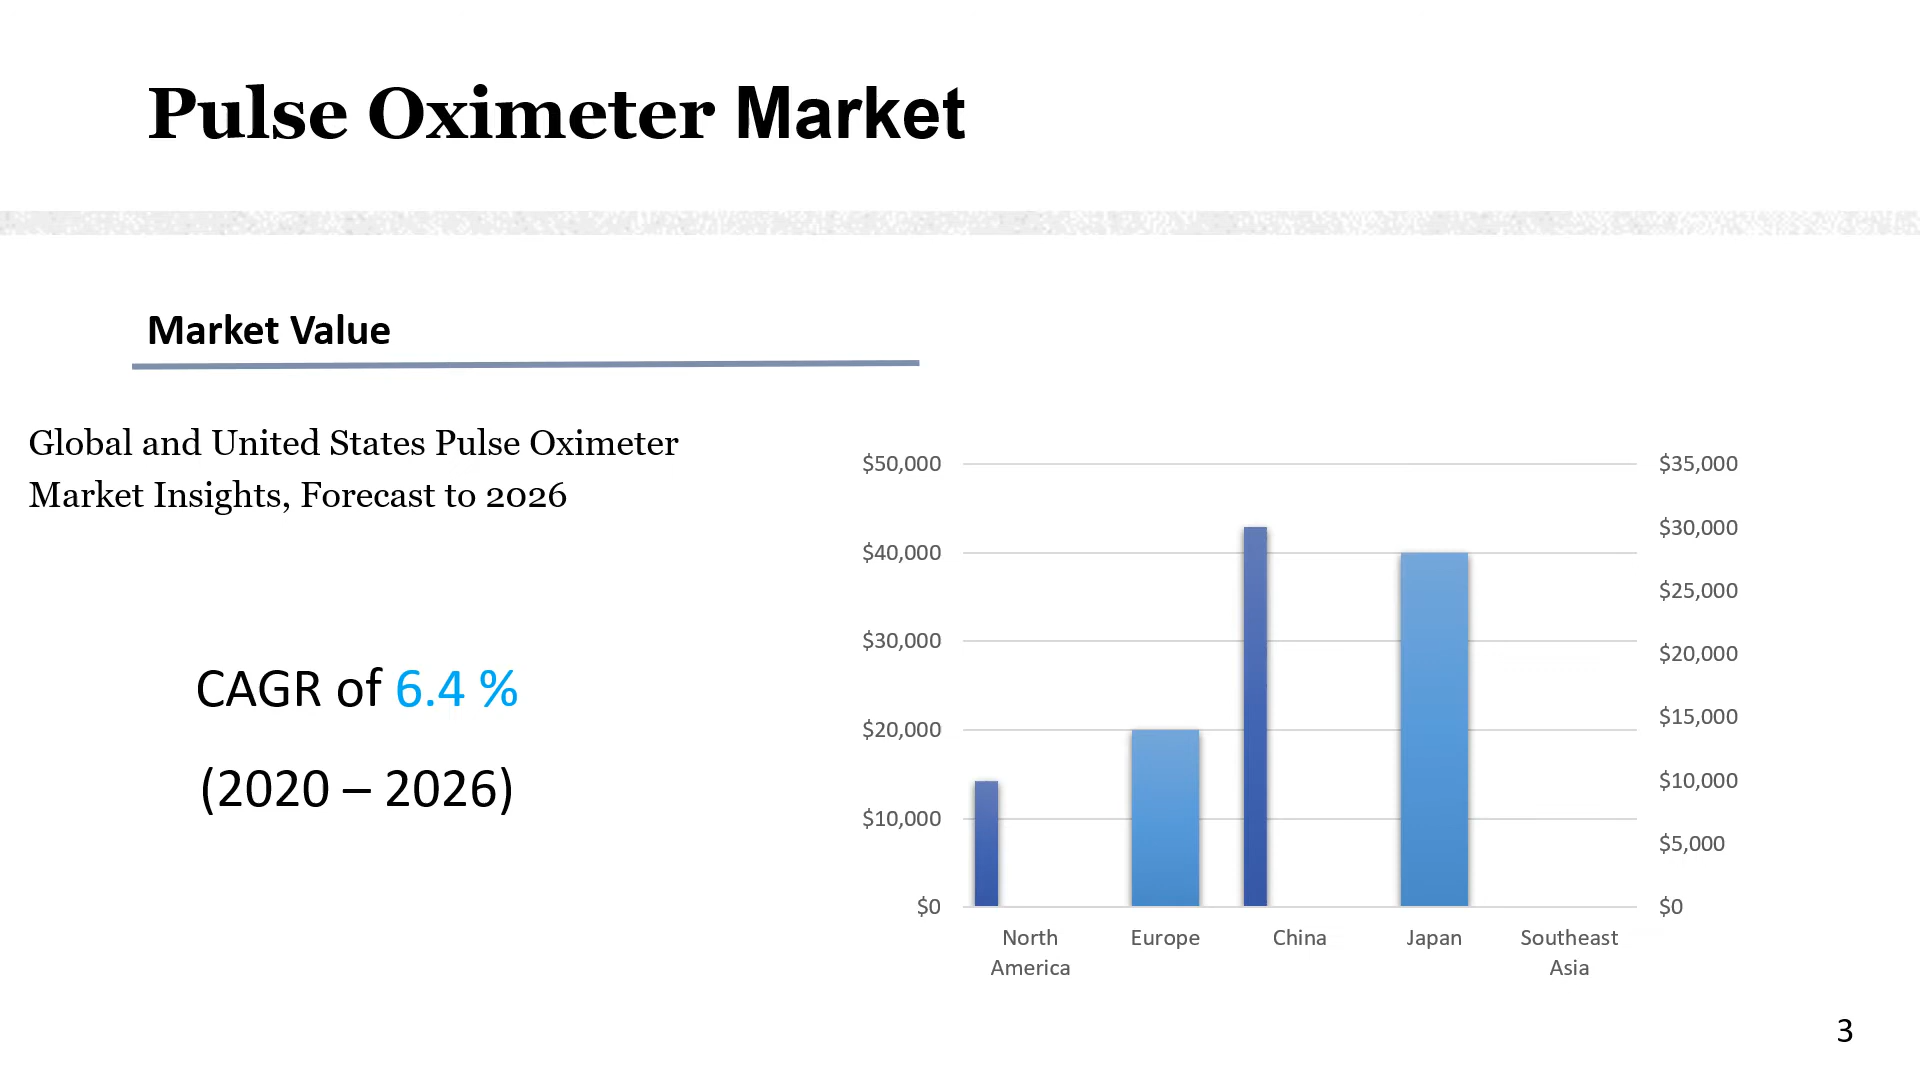 Pulse Oximeter Market
Market Value
Global and United States Pulse Oximeter
Market Insights, Forecast to 2026
CAGR of 6.4 %
(2020 – 2026)
$50,000
$40,000
$30,000
$20,000
$10,000
$0
$35,000
$30,000
$25,000
$20,000
$15,000
$10,000
$5,000
$0
North
America
Europe
China
Japan
Southeast
Asia
3